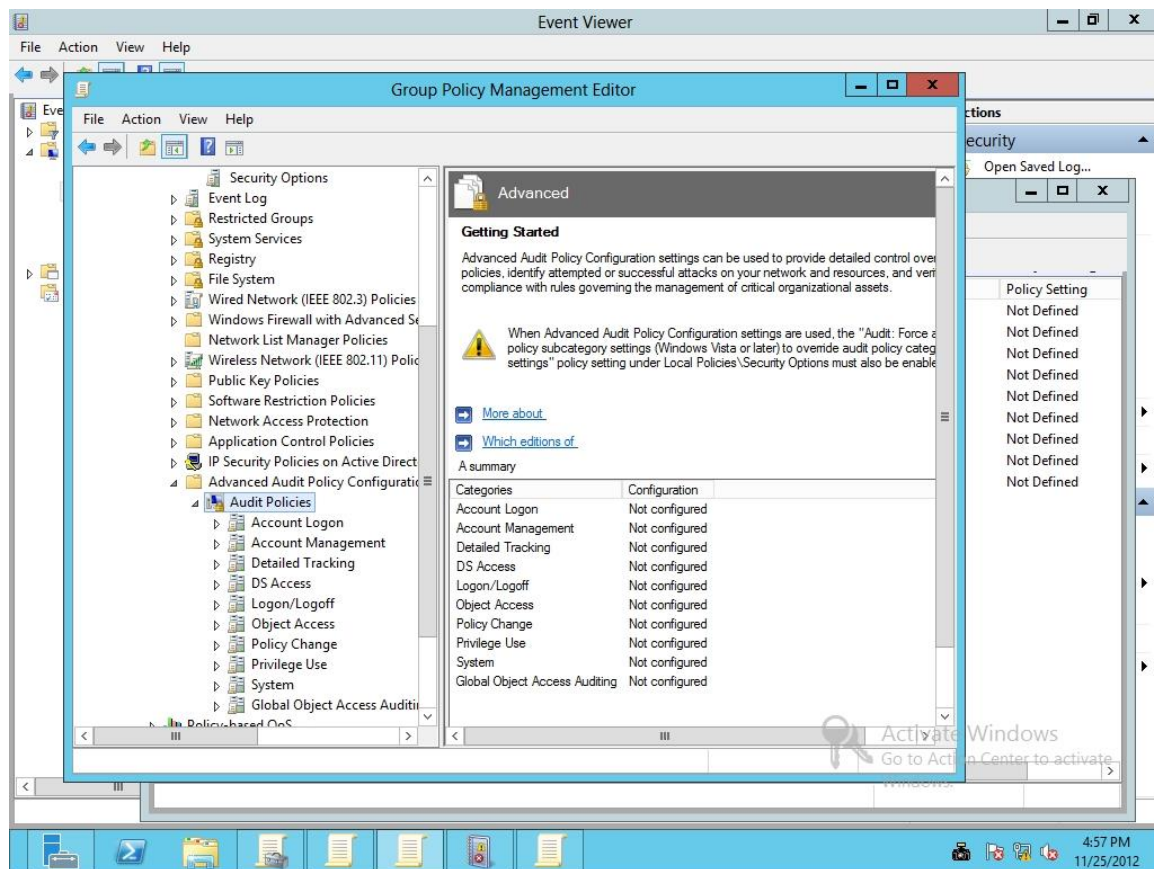 Event Viewer
File Action View Help
Group Policy Management Editor
Eve
ctions
File Action View Help
ecurity
Open Saved Log...
Security Options
Event Log
Restricted Groups
System Services
Registry
File System
Wired Network (IEEE 802.3) Policies
Windows Firewall with Advanced Se
Network List Manager Policies
Wireless Network (IEEE 802.11) Polic
Public Key Policies
Software Restriction Policies
Network Access Protection
Application Control Policies
IP Security Policies on Active Direct
Advanced Audit Policy Configuratic
Audit Policies
Account Logon
Account Management
Detailed Tracking
DS Access
Logon/Logoff
Object Access
Policy Change
Privilege Use
System
Global Object Access Auditi
Policy-based QoS
Advanced
Getting Started
Advanced Audit Policy Configuration settings can be used to provide detailed control over
policies, identify attempted or successful attacks on your network and resources, and veri
compliance with rules governing the management of critical organizational assets.
When Advanced Audit Policy Configuration settings are used, the "Audit: Force a
policy subcategory settings (Windows Vista or later) to override audit policy categ
settings" policy setting under Local Policies\Security Options must also be enable
More about
Which editions of
A summary
Categories Configuration
Account Logon Not configured
Account Management Not configured
Detailed Tracking Not configured
DS Access Not configured
Logon/Logoff Not configured
Object Access Not configured
Policy Change Not configured
Privilege Use Not configured
System Not configured
Global Object Access Auditing Not configured
Policy Setting
Not Defined
Not Defined
Not Defined
Not Defined
Not Defined
Not Defined
Not Defined
Not Defined
Not Defined
Activate Windows
Go to Action Center to activate
Windows.
4:57 PM
11/25/2012